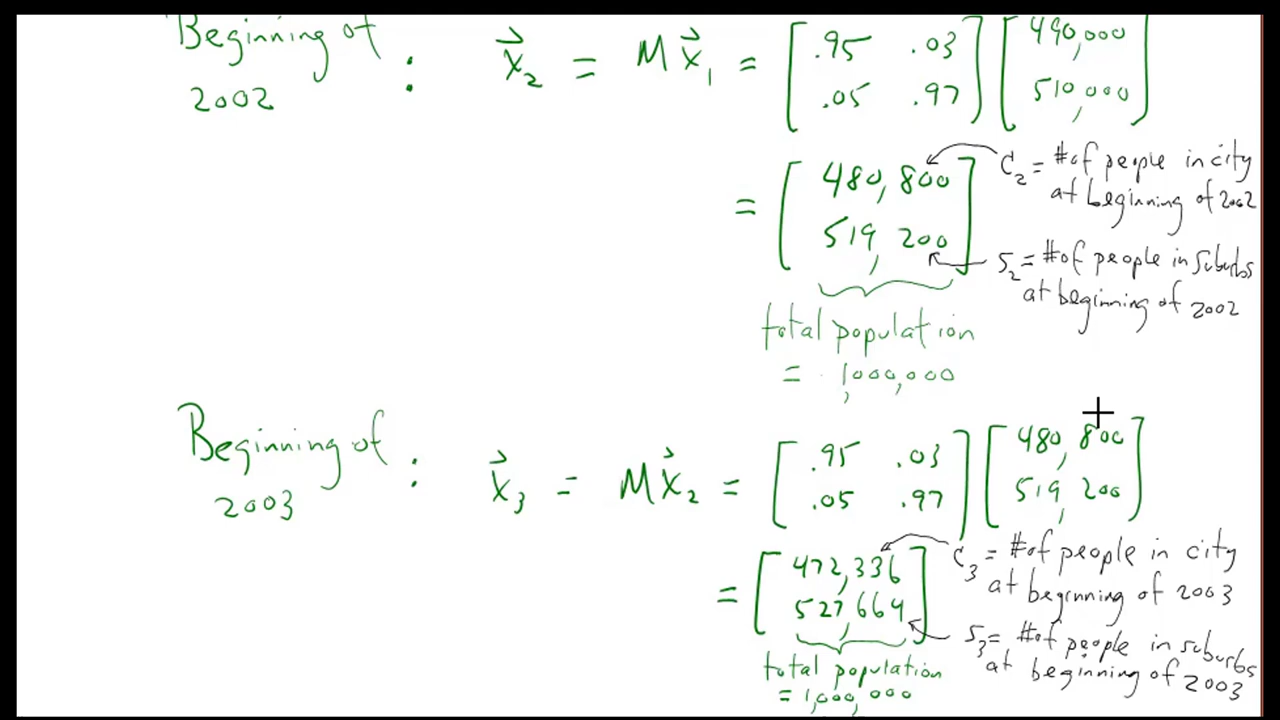 Beginning of
2002 : x⃗₂ = Mx⃗₁ = [.95 .03; .05 .97] [490,000; 510,000]
= [480,800; 519,200]
C₂ = # of people in city
at beginning of 2002
S₂ = # of people in suburbs
at beginning of 2002
total population
= 1,000,000
Beginning of
2003 : x⃗₃ = Mx⃗₂ = [.95 .03; .05 .97] [480,800; 519,200]
= [472,336; 527,664]
C₃ = # of people in city
at beginning of 2003
S₃ = # of people in suburbs
at beginning of 2003
total population
= 1,000,000